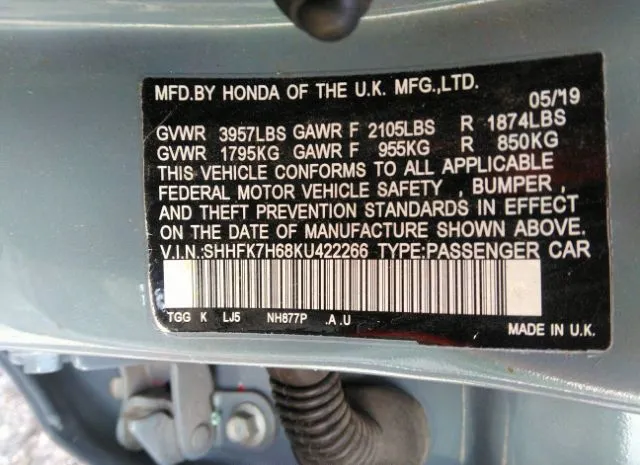 MFD.BY HONDA OF THE U.K. MFG.,LTD.
05/19
GVWR 3957LBS GAWR F 2105LBS R 1874LBS
GVWR 1795KG GAWR F 955KG R 850KG
THIS VEHICLE CONFORMS TO ALL APPLICABLE
FEDERAL MOTOR VEHICLE SAFETY , BUMPER ,
AND THEFT PREVENTION STANDARDS IN EFFECT
ON THE DATE OF MANUFACTURE SHOWN ABOVE.
V.I.N.:SHHFK7H68KU422266 TYPE:PASSENGER CAR
TGG K LJ5 NH877P .A .U
MADE IN U.K.